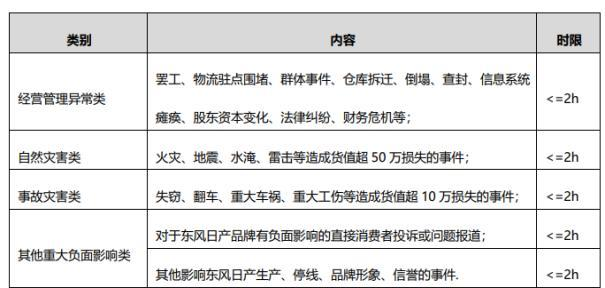 类别 内容 时限
经营管理异常类 罢工、物流驻点围堵、群体事件、仓库拆迁、倒塌、查封、信息系统
瘫痪、股东资本变化、法律纠纷、财务危机等； <=2h
自然灾害类 火灾、地震、水淹、雷击等造成货值超 50 万损失的事件； <=2h
事故灾害类 失窃、翻车、重大车祸、重大工伤等造成货值超 10 万损失的事件； <=2h
其他重大负面影响类 对于东风日产品牌有负面影响的直接消费者投诉或问题报道； <=2h
其他影响东风日产生产、停线、品牌形象、信誉的事件. <=2h